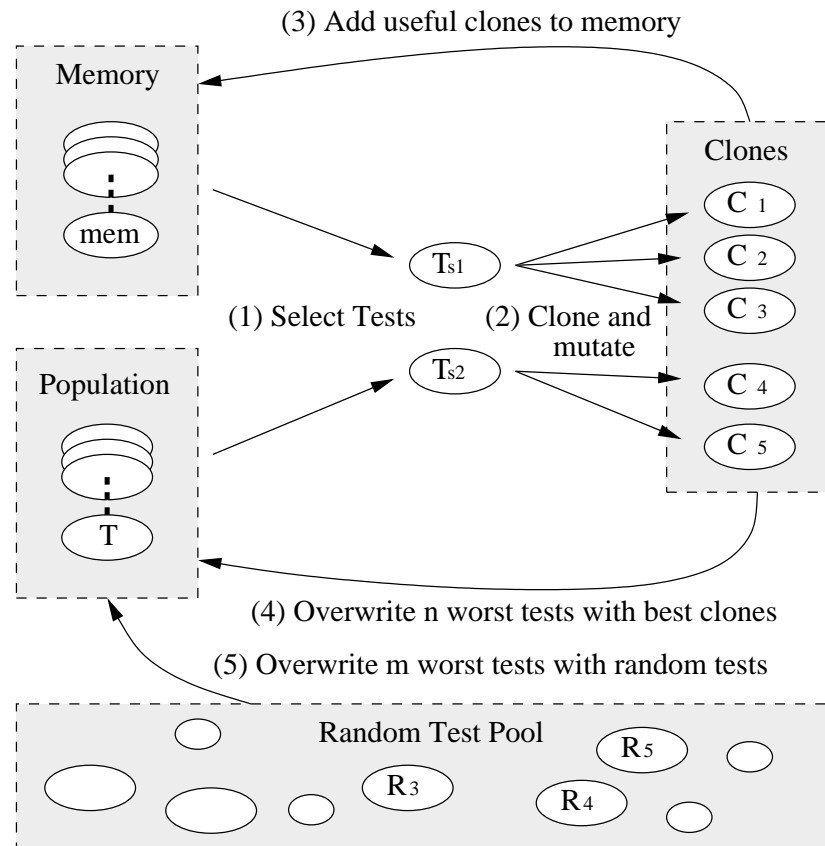 (3) Add useful clones to memory
Memory
mem
Clones
C 1
C 2
C 3
C 4
C 5
Ts1
(1) Select Tests
(2) Clone and
mutate
Ts2
Population
T
(4) Overwrite n worst tests with best clones
(5) Overwrite m worst tests with random tests
Random Test Pool
R3
R4
R5